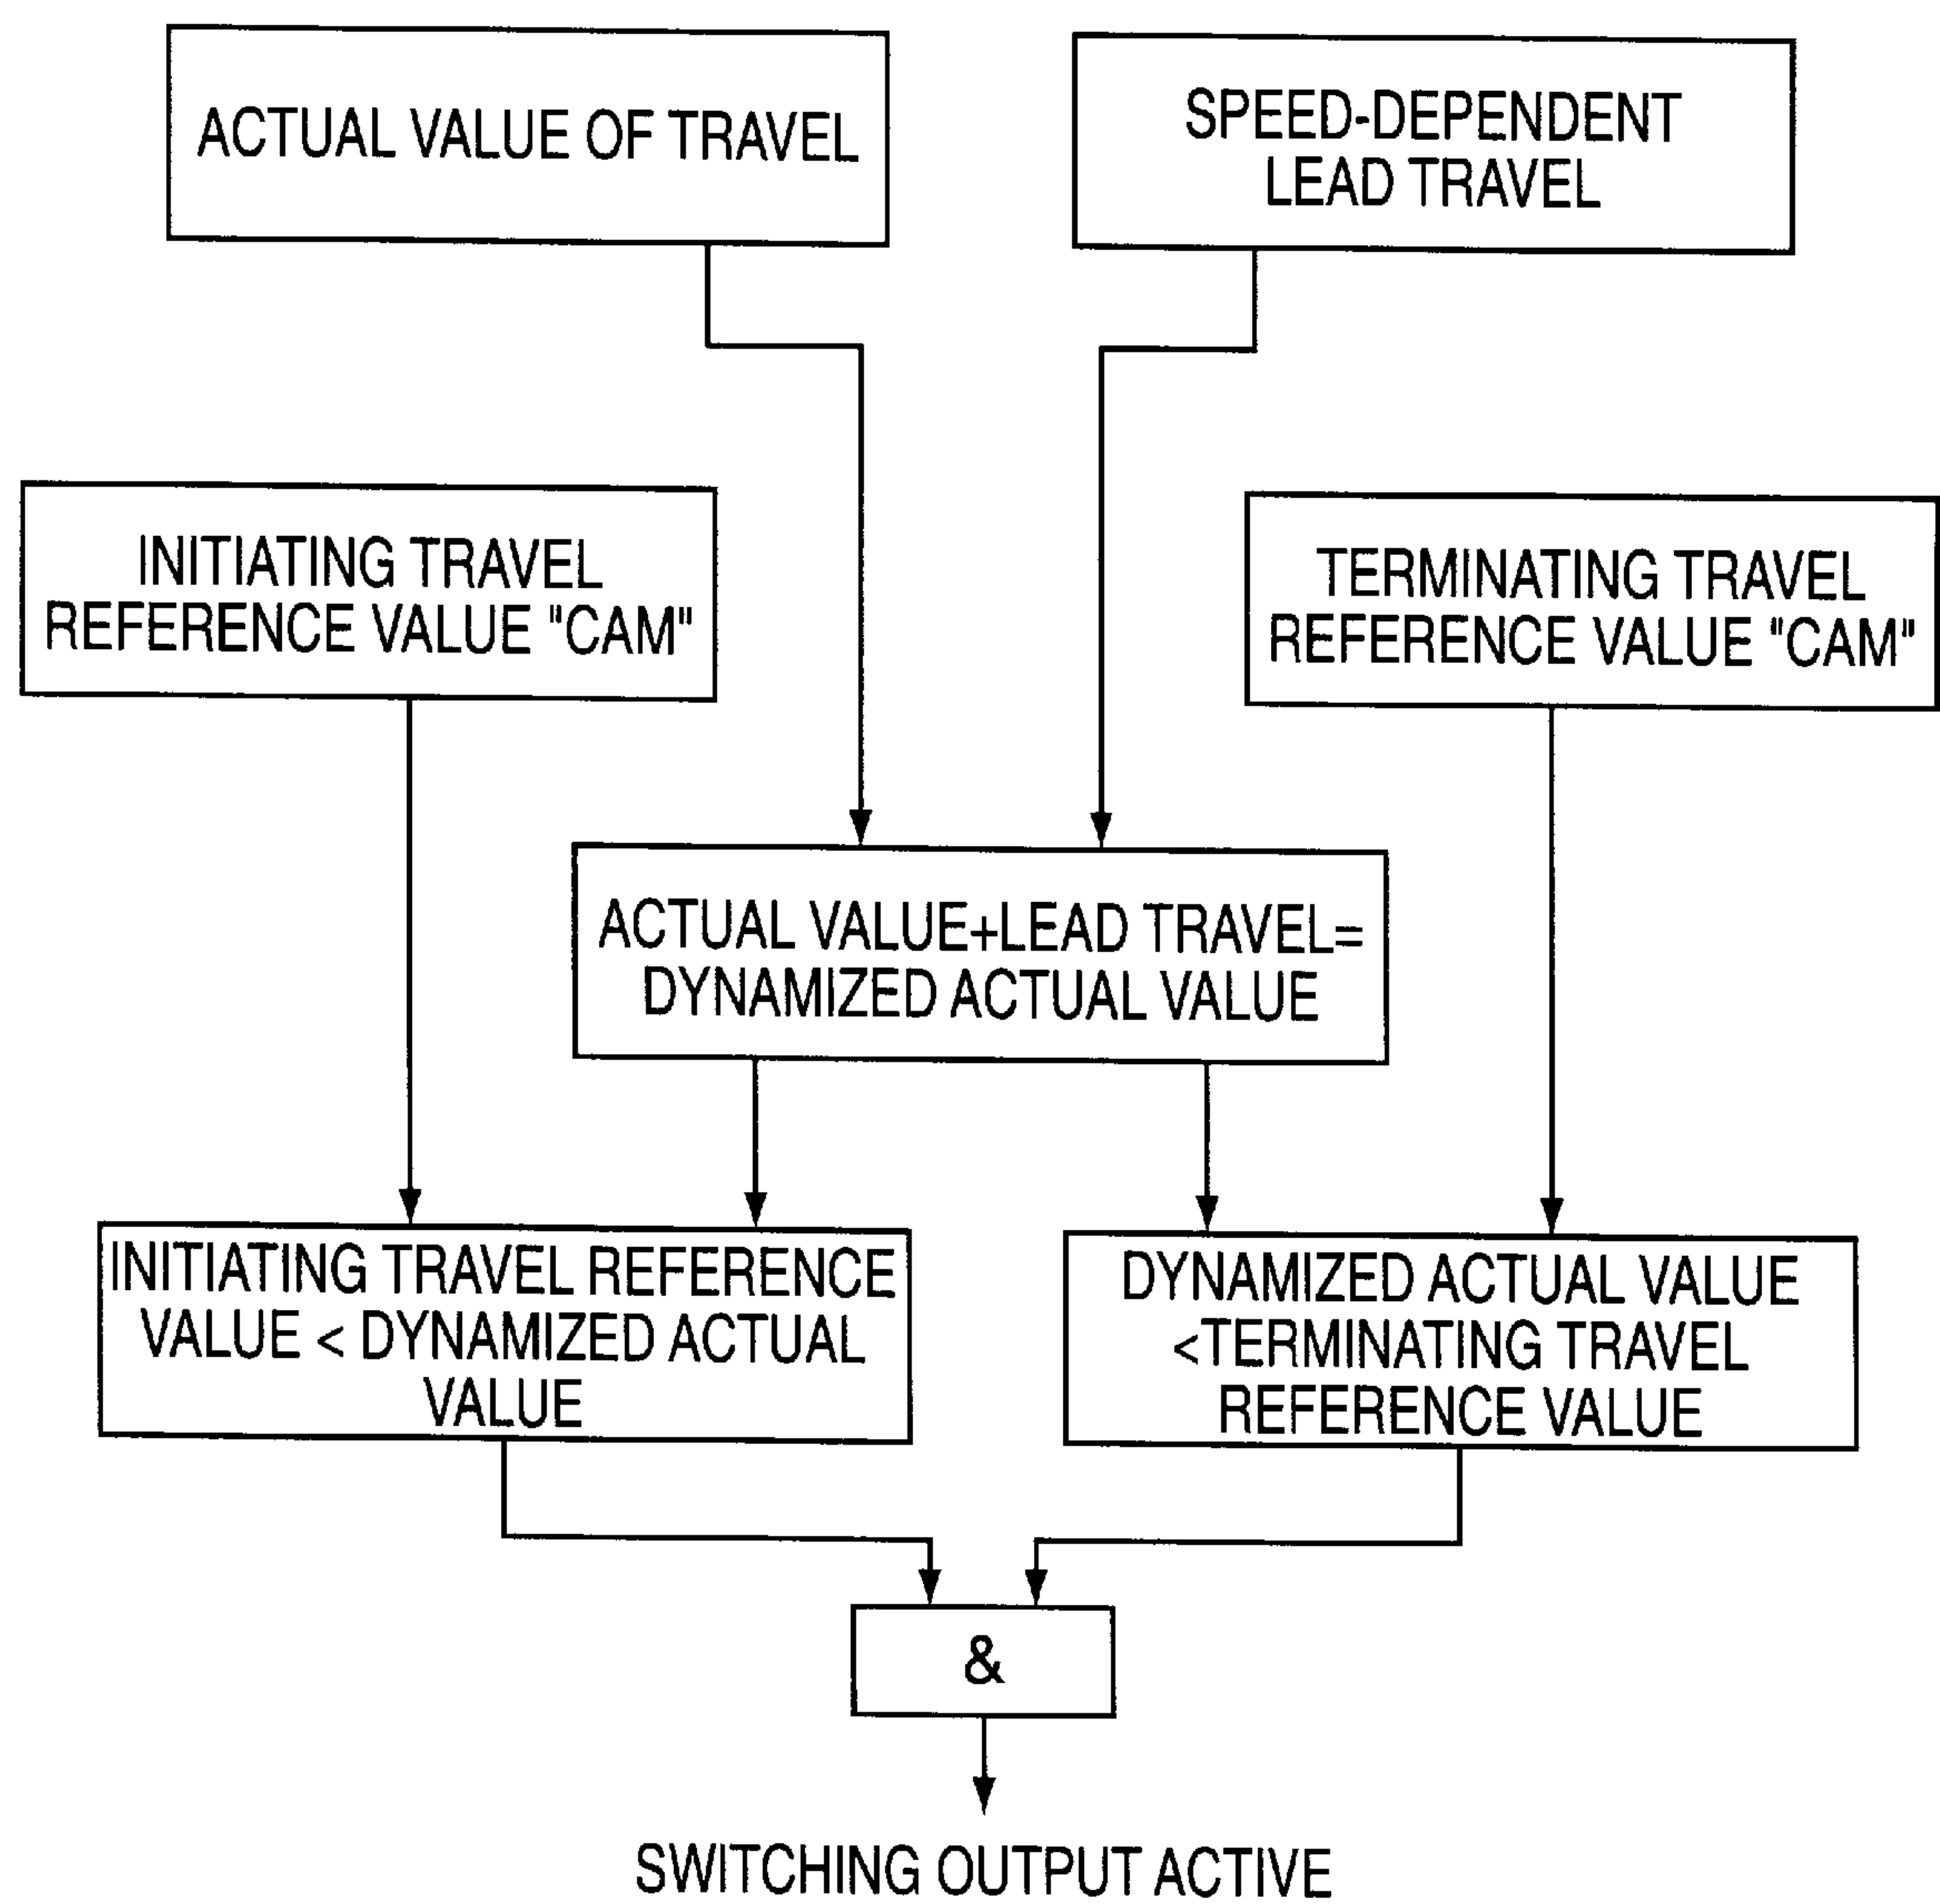 ACTUAL VALUE OF TRAVEL
SPEED-DEPENDENT
LEAD TRAVEL
INITIATING TRAVEL
REFERENCE VALUE "CAM"
TERMINATING TRAVEL
REFERENCE VALUE "CAM"
ACTUAL VALUE+LEAD TRAVEL=
DYNAMIZED ACTUAL VALUE
INITIATING TRAVEL REFERENCE
VALUE < DYNAMIZED ACTUAL
VALUE
DYNAMIZED ACTUAL VALUE
<TERMINATING TRAVEL
REFERENCE VALUE
&
SWITCHING OUTPUT ACTIVE